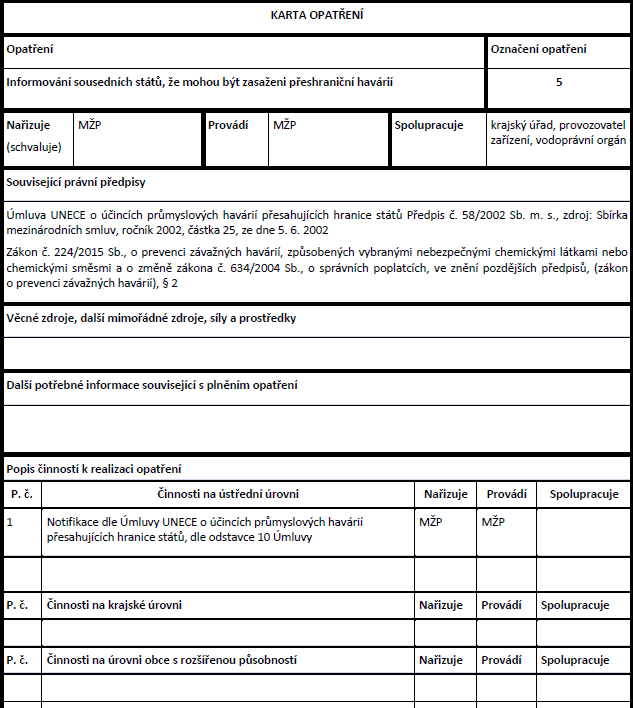 KARTA OPATŘENÍ
Opatření
Označení opatření
Informování sousedních států, že mohou být zasaženi přeshraniční havárií
5
Nařizuje
(schvaluje)
MŽP
Provádí
MŽP
Spolupracuje
krajský úřad, provozovatel
zařízení, vodoprávní orgán
Související právní předpisy
Úmluva UNECE o účincích průmyslových havárií přesahujících hranice států Předpis č. 58/2002 Sb. m. s., zdroj: Sbírka
mezinárodních smluv, ročník 2002, částka 25, ze dne 5. 6. 2002
Zákon č. 224/2015 Sb., o prevenci závažných havárií, způsobených vybranými nebezpečnými chemickými látkami nebo
chemickými směsmi a o změně zákona č. 634/2004 Sb., o správních poplatcích, ve znění pozdějších předpisů, (zákon
o prevenci závažných havárií), § 2
Věcné zdroje, další mimořádné zdroje, síly a prostředky
Další potřebné informace související s plněním opatření
Popis činností k realizaci opatření
P. č. Činnosti na ústřední úrovni Nařizuje Provádí Spolupracuje
1 Notifikace dle Úmluvy UNECE o účincích průmyslových havárií MŽP MŽP
přesahujících hranice států, dle odstavce 10 Úmluvy
P. č. Činnosti na krajské úrovni Nařizuje Provádí Spolupracuje
P. č. Činnosti na úrovni obce s rozšířenou působností Nařizuje Provádí Spolupracuje